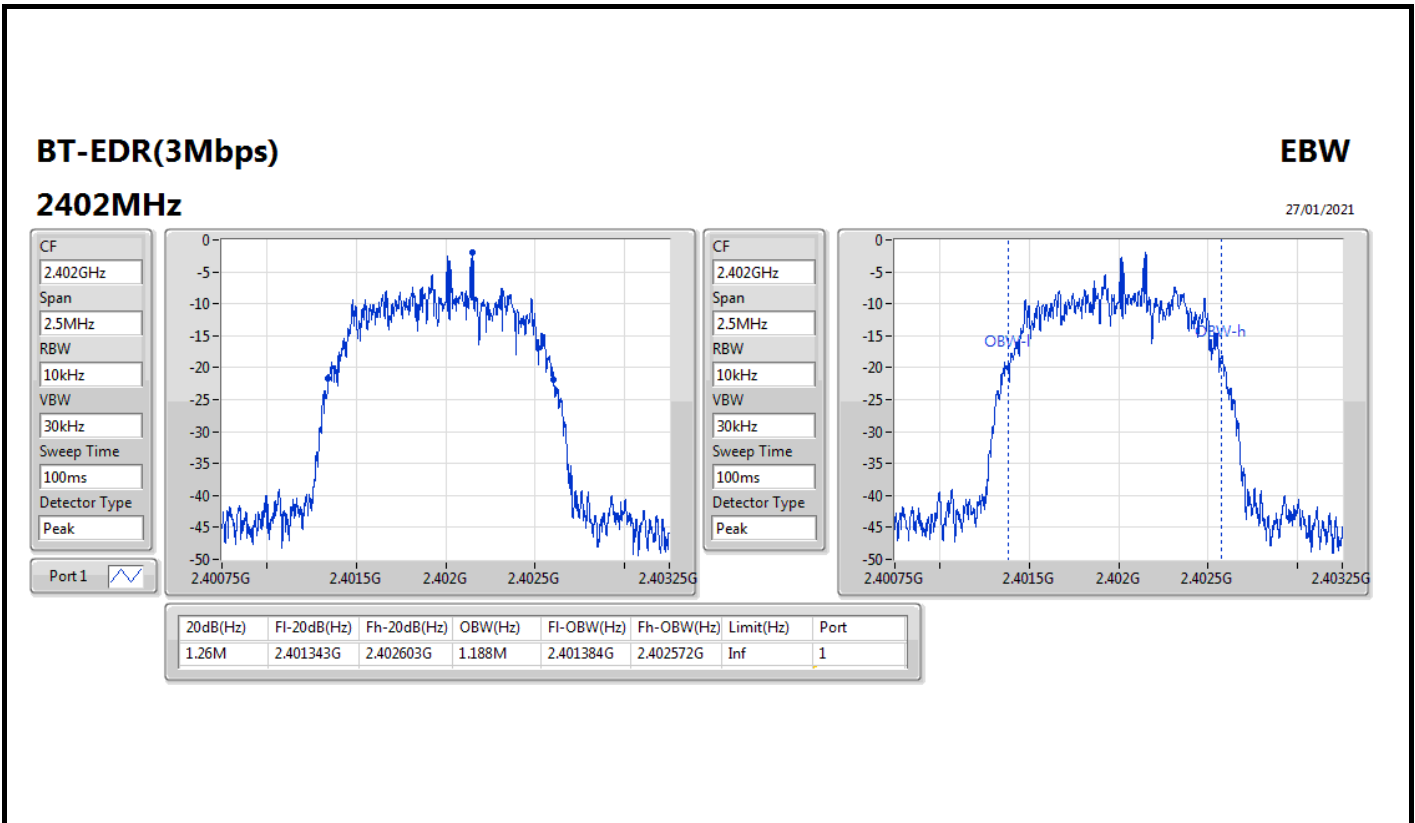 BT-EDR(3Mbps)
EBW
2402MHz
27/01/2021
CF
2.402GHz
Span
2.5MHz
RBW
10kHz
VBW
30kHz
Sweep Time
100ms
Detector Type
Peak
Port 1
0
-5
-10
-15
-20
-25
-30
-35
-40
-45
-50
2.40075G 2.4015G 2.402G 2.4025G 2.40325G
CF
2.402GHz
Span
2.5MHz
RBW
10kHz
VBW
30kHz
Sweep Time
100ms
Detector Type
Peak
0
-5
-10
-15
-20
-25
-30
-35
-40
-45
-50
OBW-l
OBW-h
2.40075G 2.4015G 2.402G 2.4025G 2.40325G
20dB(Hz) Fl-20dB(Hz) Fh-20dB(Hz) OBW(Hz) Fl-OBW(Hz) Fh-OBW(Hz) Limit(Hz) Port
1.26M 2.401343G 2.402603G 1.188M 2.401384G 2.402572G Inf 1